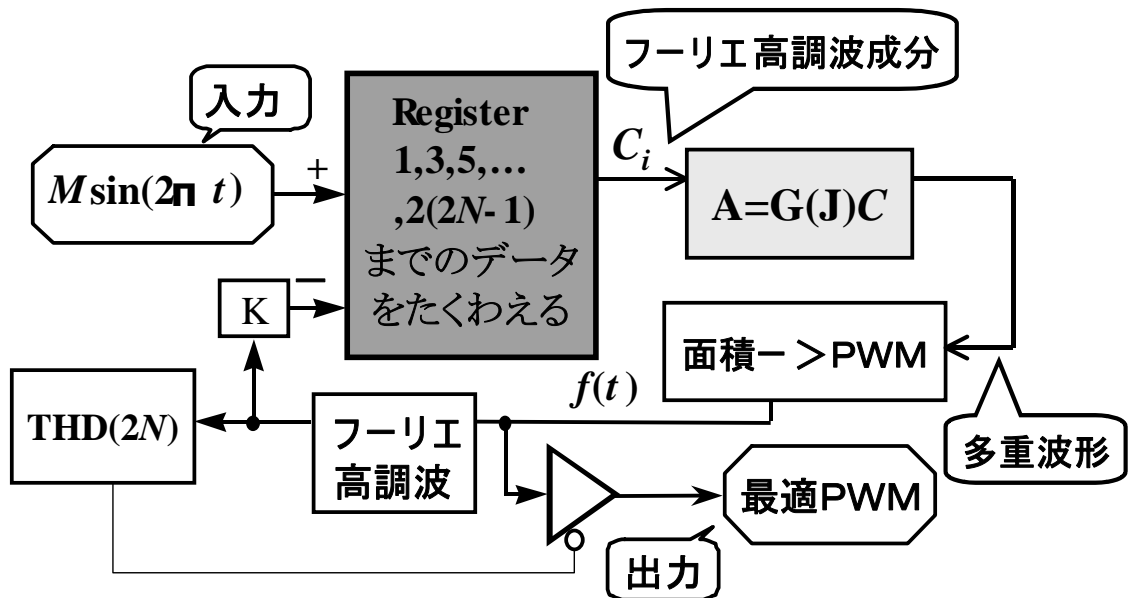 フーリエ高調波成分
入力
Register
1,3,5,…
,2(2N-1)
までのデータ
をたくわえる
M sin(2π t)
+
C_i
A=G(J)C
−
K
面積－＞PWM
f(t)
THD(2N)
フーリエ
高調波
多重波形
最適PWM
出力